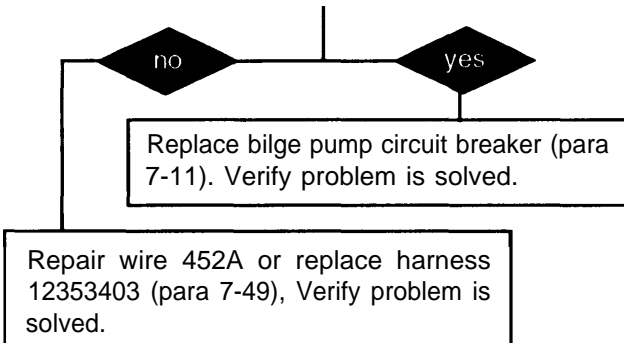 no
yes
Replace bilge pump circuit breaker (para
7-11). Verify problem is solved.
Repair wire 452A or replace harness
12353403 (para 7-49), Verify problem is
solved.